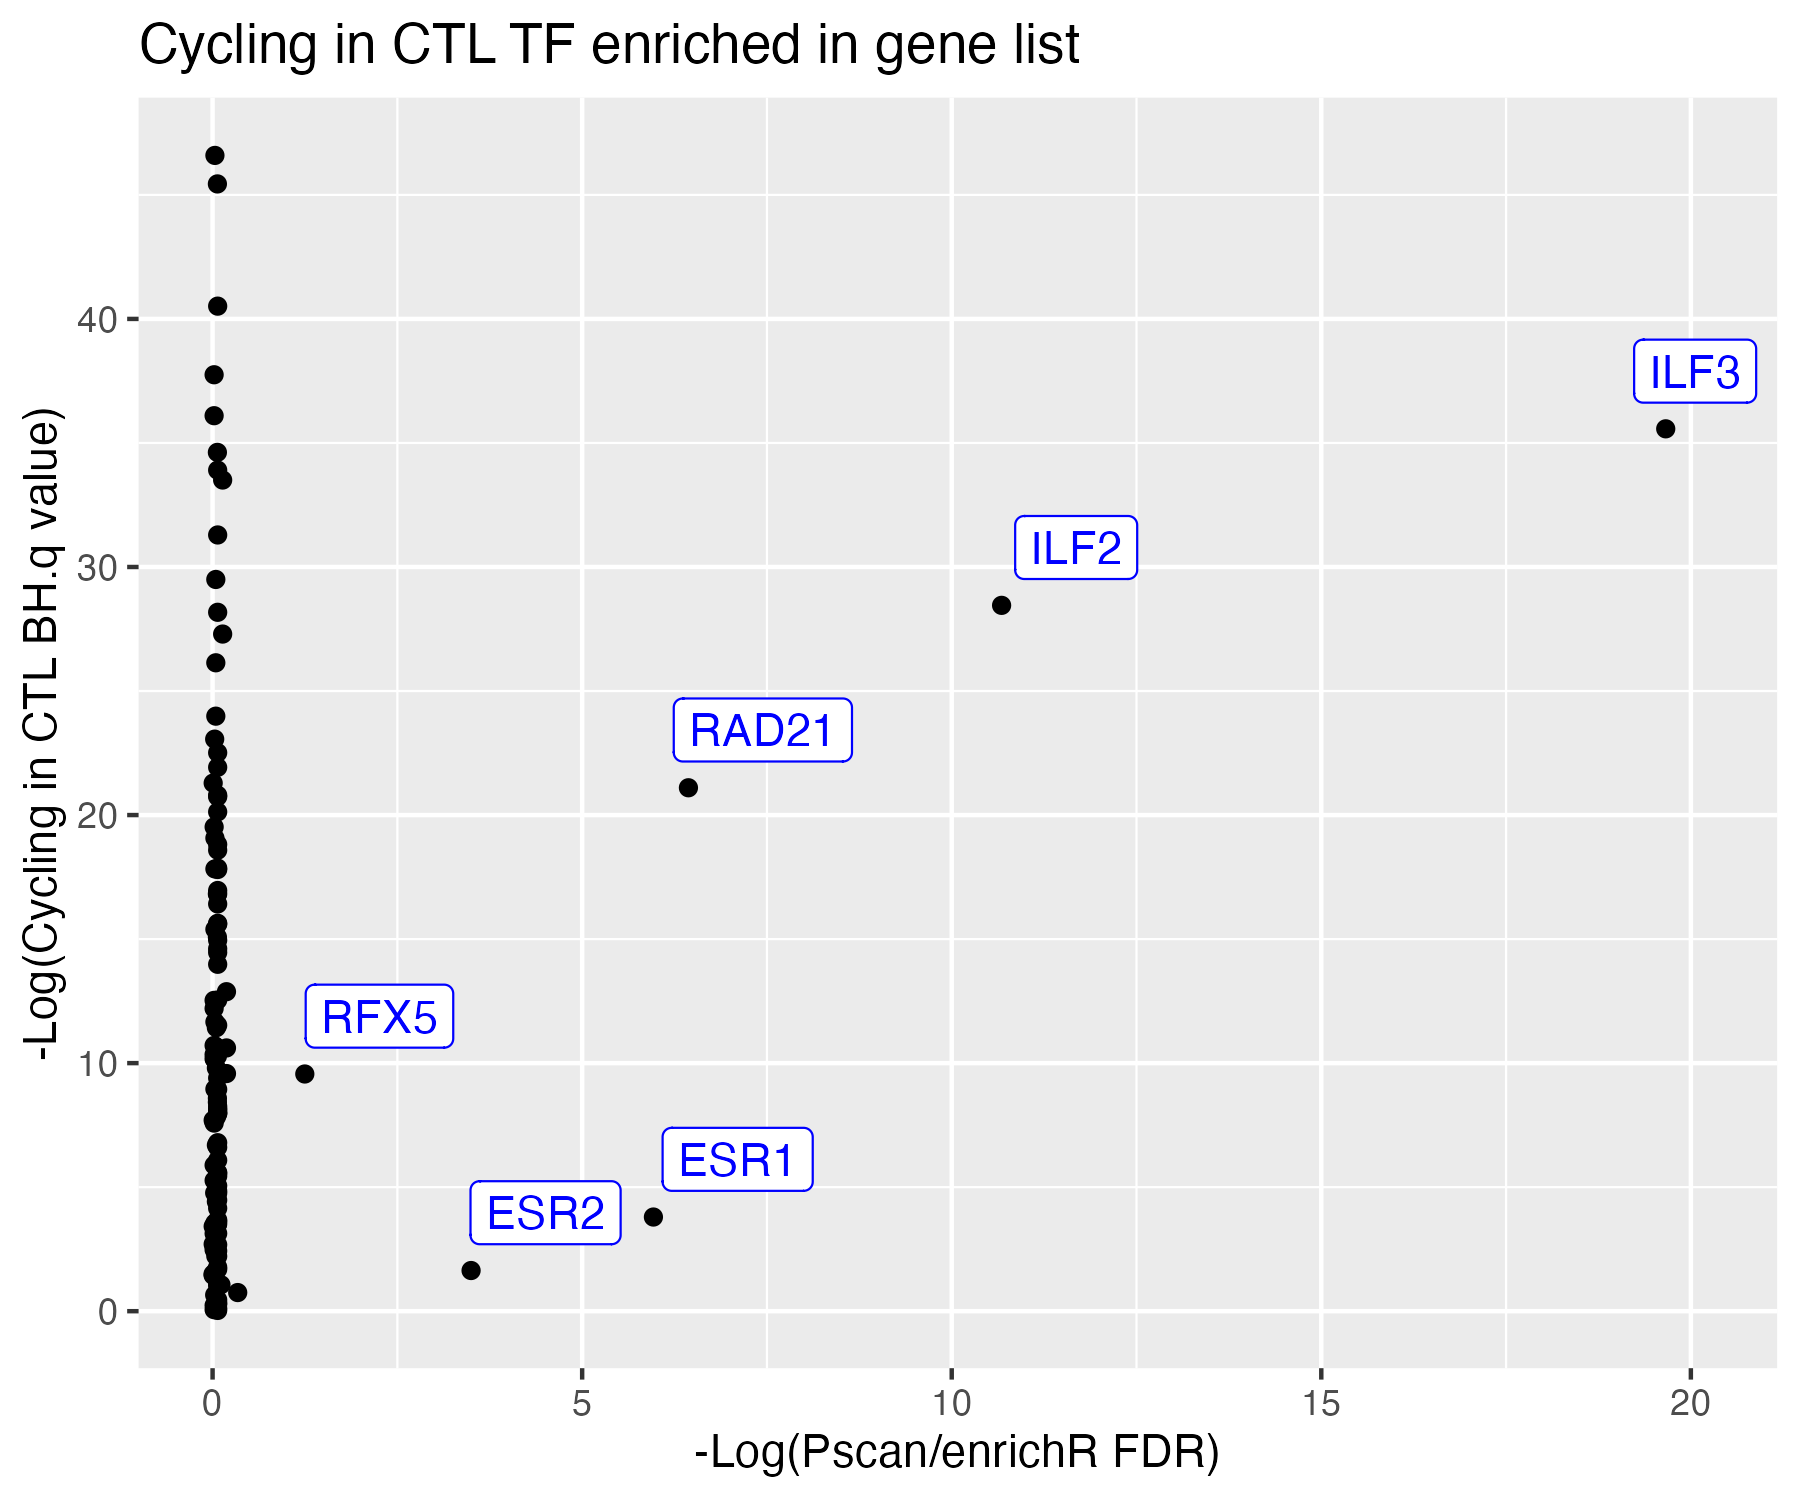 Cycling in CTL TF enriched in gene list
-Log(Cycling in CTL BH.q value)
40
30
20
10
0
ILF3
ILF2
RAD21
RFX5
ESR1
ESR2
0
5
10
15
20
-Log(Pscan/enrichR FDR)